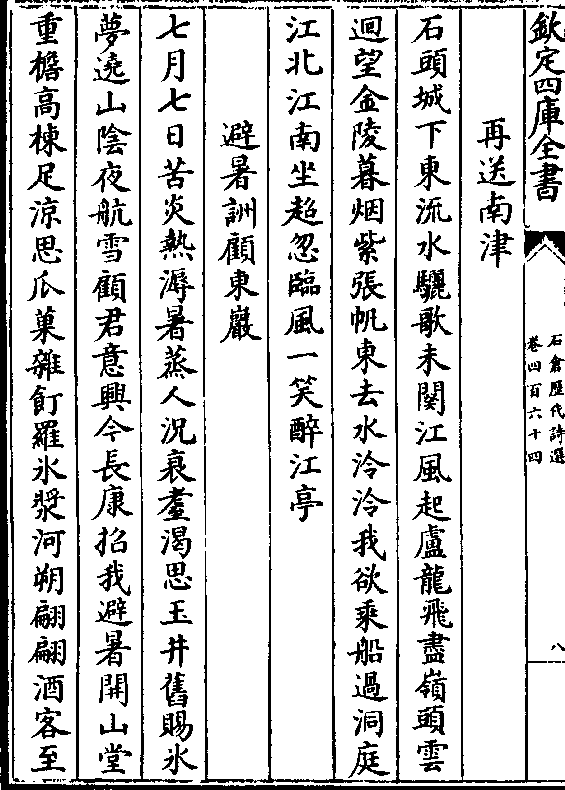 欽定四庫全書
石倉歷代詩選
卷四百六十四
八
再送南津
石頭城下東流水驪歌未闋江風起盧龍飛盡嶺頭雲
迴望金陵暮烟紫張帆東去水泠泠我欲乘船過洞庭
江北江南坐超忽臨風一笑醉江亭
避暑詶顧東巖
七月七日苦炎熱溽暑蒸人況衰耋渴思玉井舊賜氷
夢遶山陰夜航雪顧君意興今長康招我避暑開山堂
重檐高棟足涼思瓜菓雜飣羅氷漿河朔翩翩酒客至